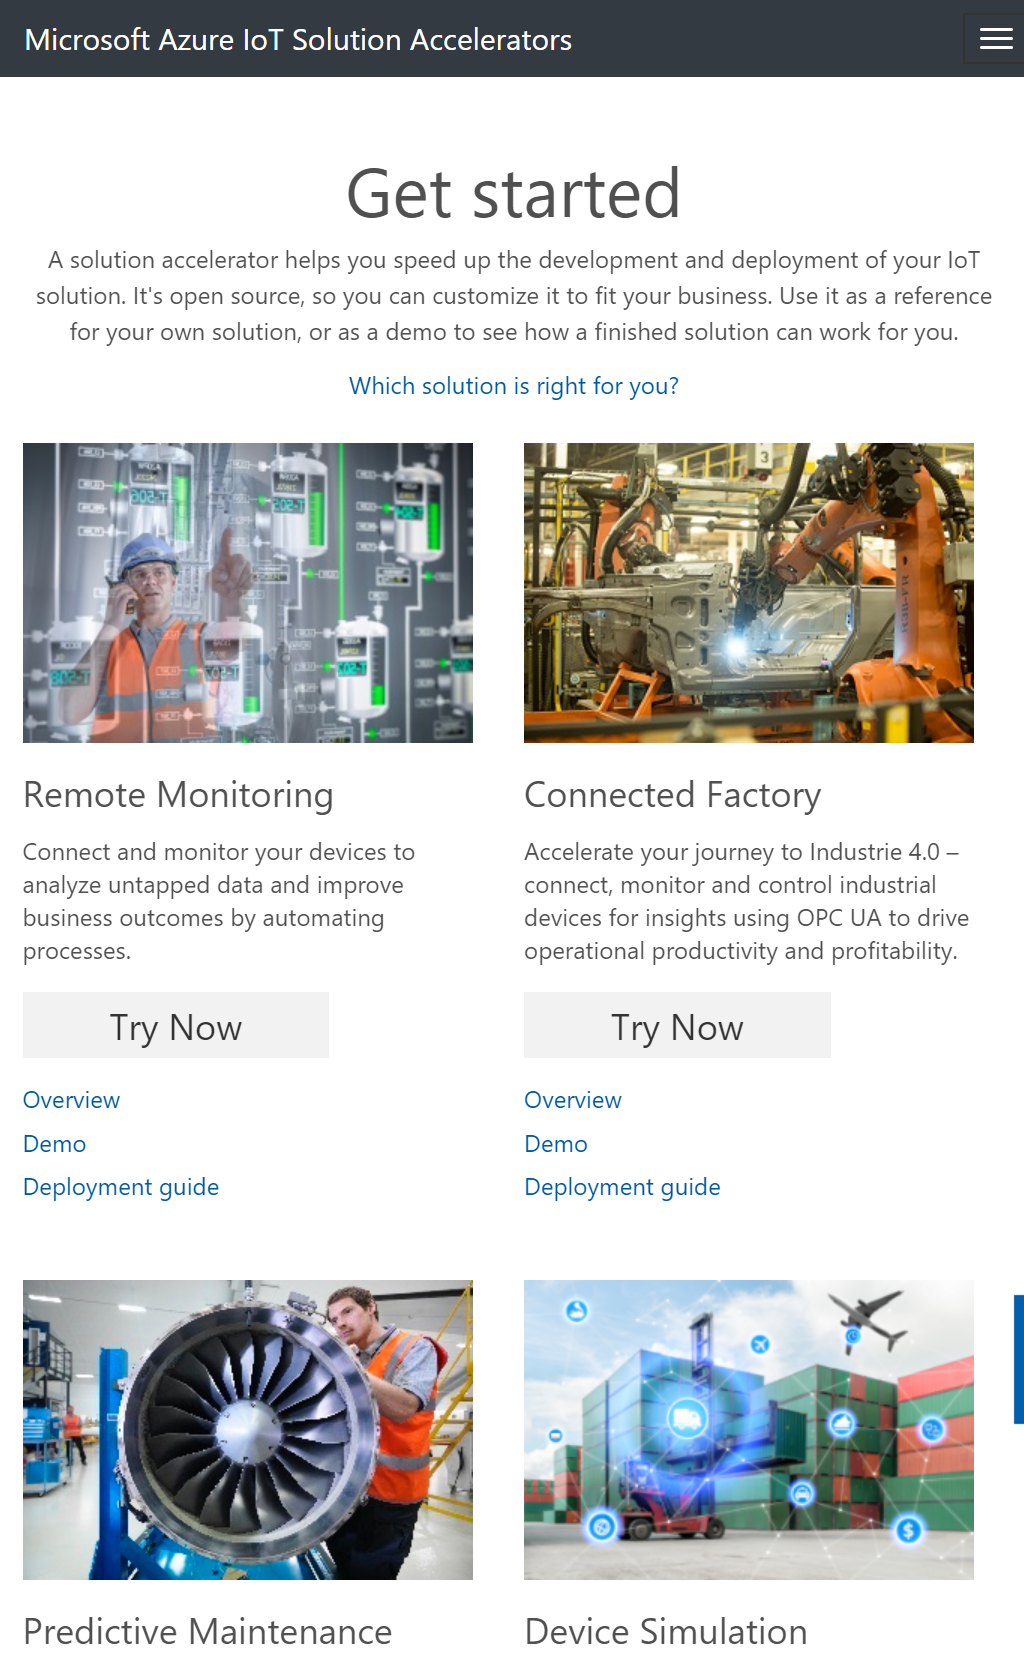 Microsoft Azure IoT Solution Accelerators
Get started
A solution accelerator helps you speed up the development and deployment of your IoT
solution. It's open source, so you can customize it to fit your business. Use it as a reference
for your own solution, or as a demo to see how a finished solution can work for you.
Which solution is right for you?
3
Remote Monitoring
Connect and monitor your devices to
analyze untapped data and improve
business outcomes by automating
processes.
Try Now
Overview
Demo
Deployment guide
Connected Factory
Accelerate your journey to Industrie 4.0 –
connect, monitor and control industrial
devices for insights using OPC UA to drive
operational productivity and profitability.
Try Now
Overview
Demo
Deployment guide
$
Predictive Maintenance
Device Simulation